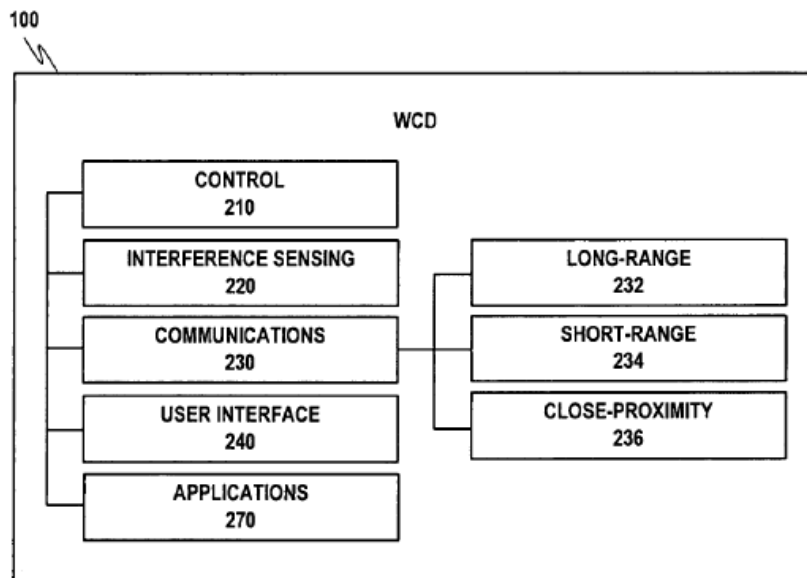 100
WCD
CONTROL
210
INTERFERENCE SENSING
220
COMMUNICATIONS
230
USER INTERFACE
240
APPLICATIONS
270
LONG-RANGE
232
SHORT-RANGE
234
CLOSE-PROXIMITY
236